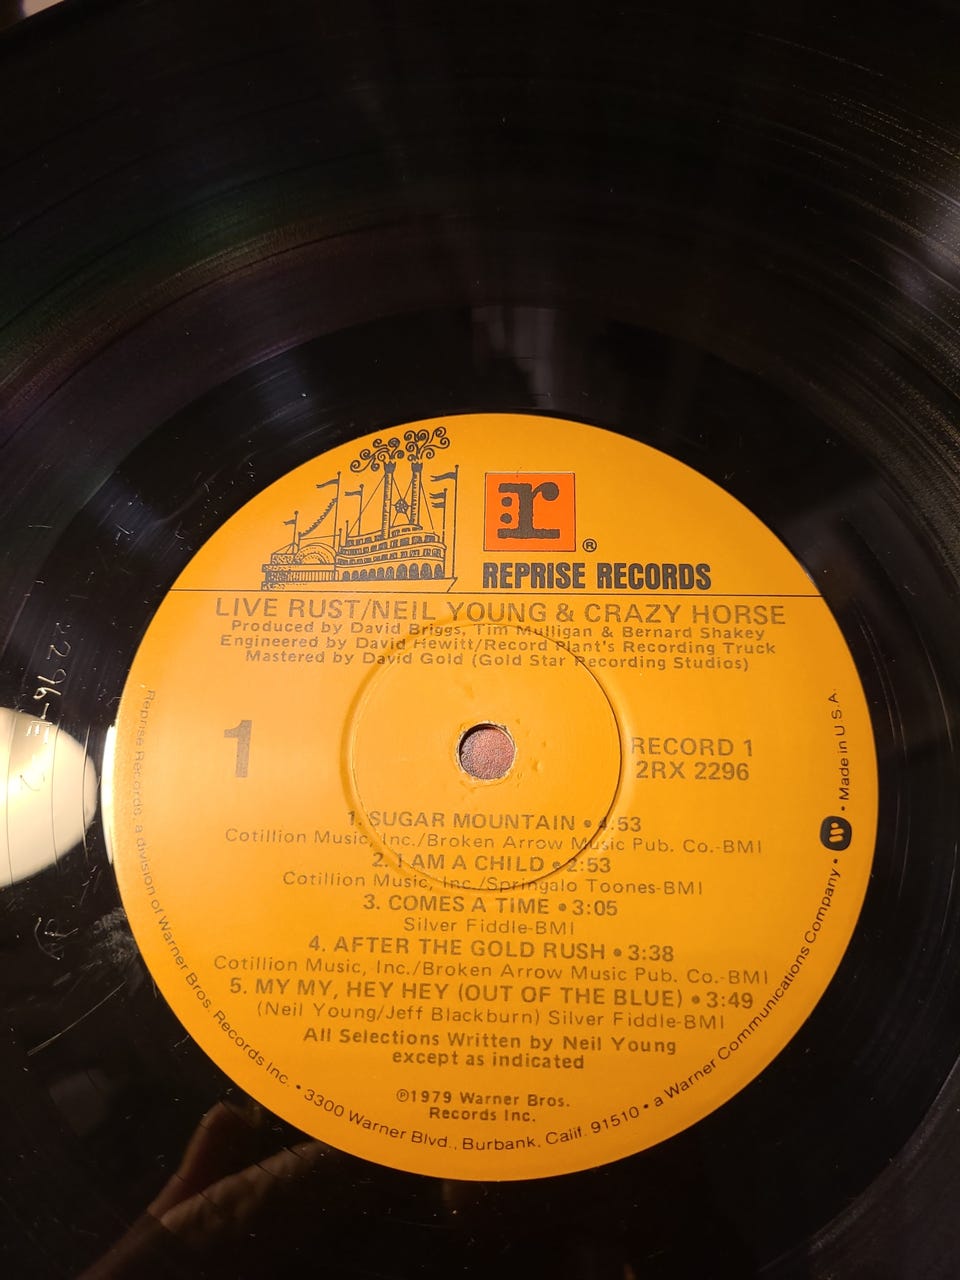 r
®
REPRISE RECORDS
LIVE RUST/NEIL YOUNG & CRAZY HORSE
Produced by David Briggs, Tim Mulligan & Bernard Shakey
Engineered by David Hewitt/Record Plant's Recording Truck
Mastered by David Gold (Gold Star Recording Studios)
1
RECORD 1
2RX 2296
1. SUGAR MOUNTAIN • 4:53
Cotillion Music, Inc./Broken Arrow Music Pub. Co.-BMI
2. I AM A CHILD • 2:53
Cotillion Music, Inc./Springalo Toones-BMI
3. COMES A TIME • 3:05
Silver Fiddle-BMI
4. AFTER THE GOLD RUSH • 3:38
Cotillion Music, Inc./Broken Arrow Music Pub. Co.-BMI
5. MY MY, HEY HEY (OUT OF THE BLUE) • 3:49
(Neil Young/Jeff Blackburn) Silver Fiddle-BMI
All Selections Written by Neil Young
except as indicated
℗1979 Warner Bros.
Records Inc.
Reprise Records, a division of Warner Bros. Records Inc. • 3300 Warner Blvd., Burbank, Calif. 91510 • a Warner Communications Company • W • Made in U.S.A.